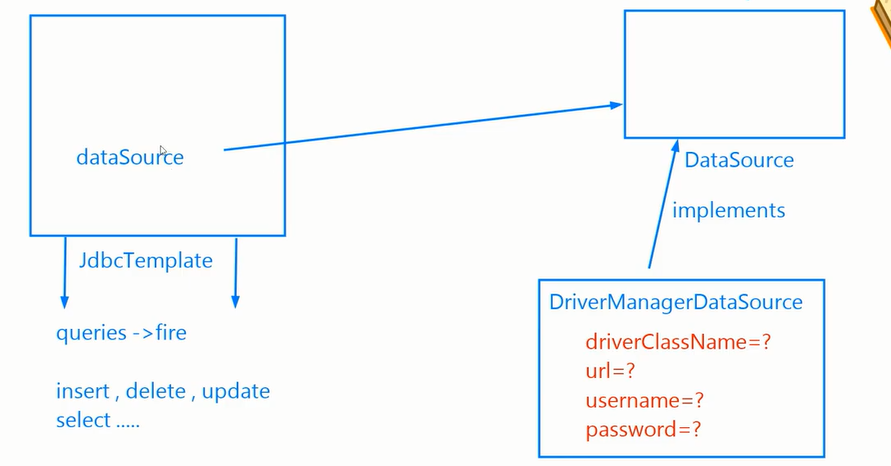 dataSource
JdbcTemplate
queries ->fire
insert , delete , update
select .....
DataSource
implements
DriverManagerDataSource
driverClassName=?
url=?
username=?
password=?